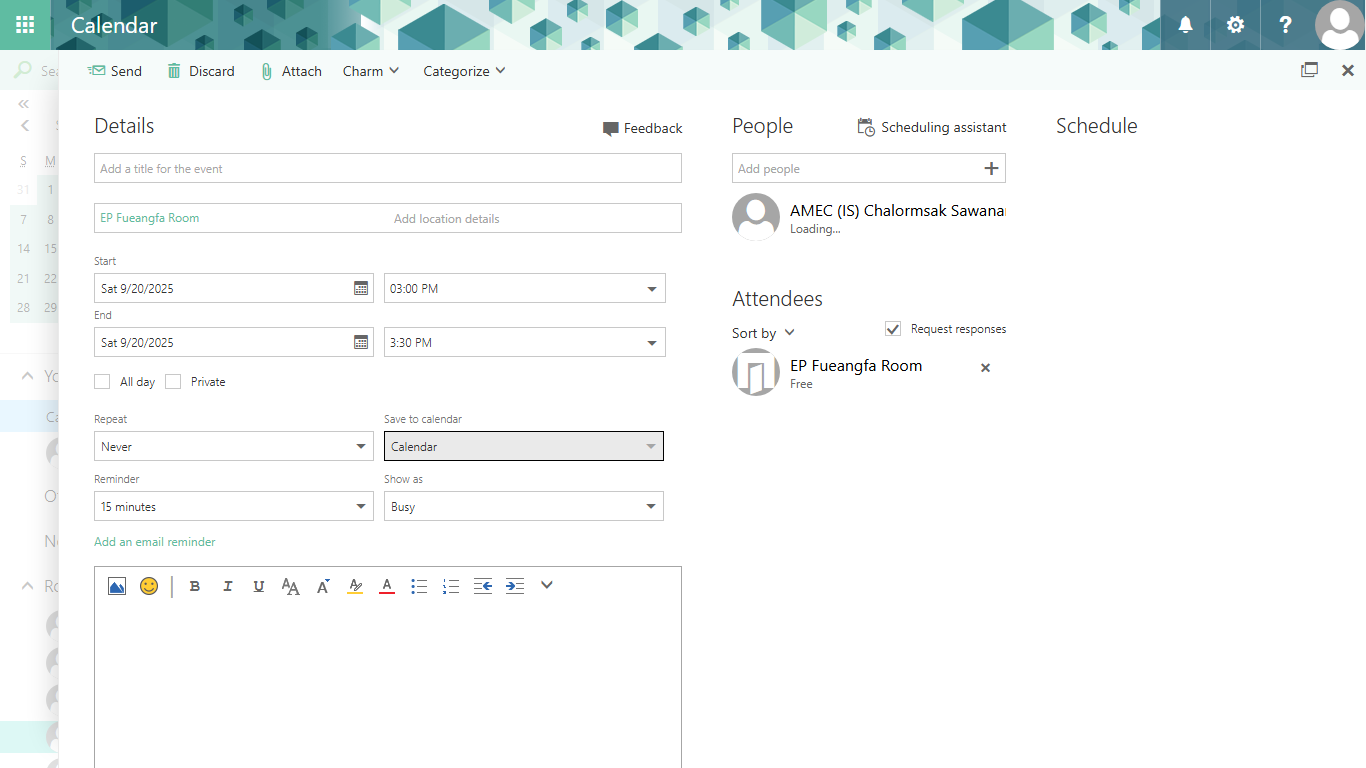 Calendar
?
Sea
Send
Discard
Attach
Charm
Categorize
S M
31 1
7 8
14 15
21 22
28 29
Details
Feedback
Add a title for the event
EP Fueangfa Room
Add location details
Start
Sat 9/20/2025
03:00 PM
End
Sat 9/20/2025
3:30 PM
All day
Private
Repeat
Save to calendar
Never
Calendar
Reminder
Show as
15 minutes
Busy
Add an email reminder
B I U
People
Scheduling assistant
Add people
AMEC (IS) Chalormsak Sawana
Loading...
Attendees
Sort by
Request responses
EP Fueangfa Room
Free
Schedule